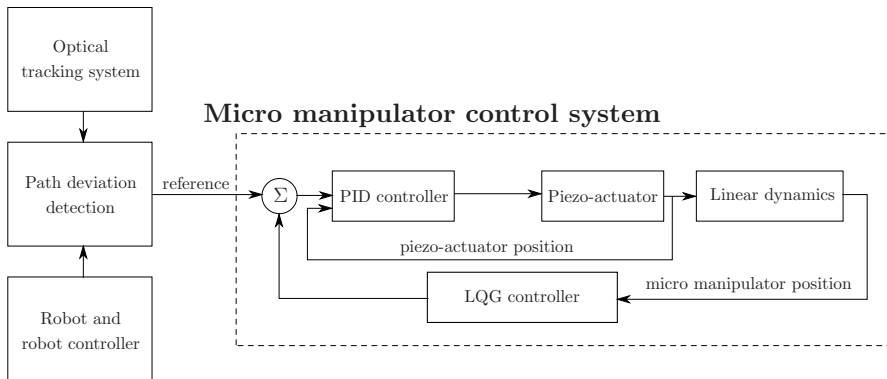 Optical
tracking system
Micro manipulator control system
Path deviation
detection
reference
Σ
PID controller
Piezo-actuator
Linear dynamics
piezo-actuator position
micro manipulator position
LQG controller
Robot and
robot controller